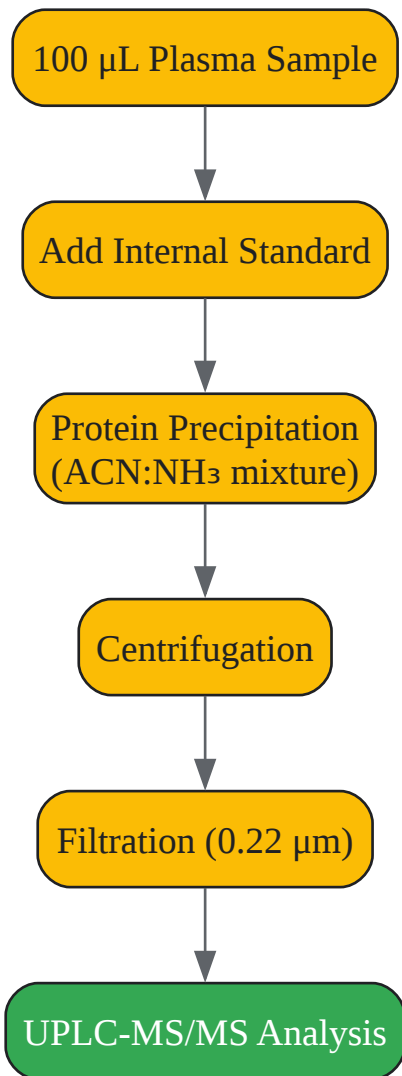 100 μL Plasma Sample
Add Internal Standard
Protein Precipitation
(ACN:NH₃ mixture)
Centrifugation
Filtration (0.22 μm)
UPLC-MS/MS Analysis